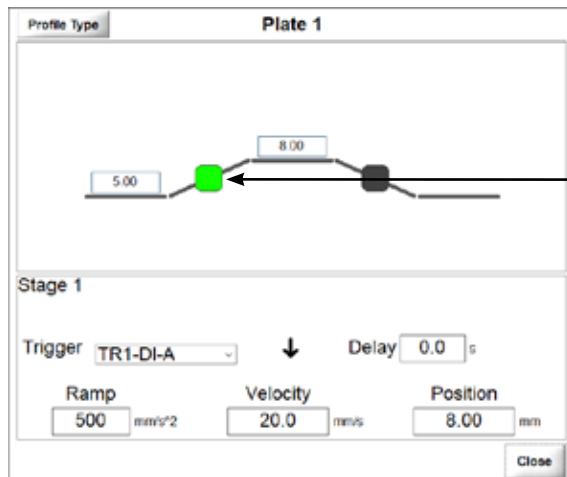 Profile Type Plate 1
8.00
5.00
Stage 1
Trigger TR1-DI-A Delay 0.0 s
Ramp Velocity Position
500 mm/s^2 20.0 mm/s 8.00 mm
Close